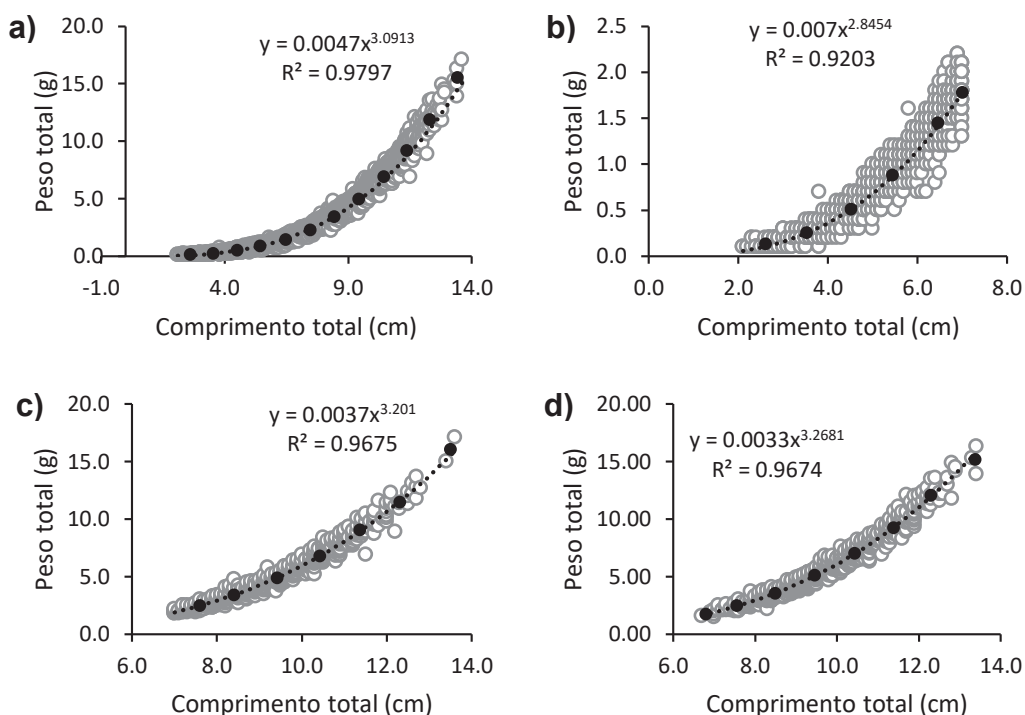 a)
y = 0.0047x^3.0913
R² = 0.9797
Peso total (g)
20.0
15.0
10.0
5.0
0.0
-1.0 4.0 9.0 14.0
Comprimento total (cm)
b)
y = 0.007x^2.8454
R² = 0.9203
Peso total (g)
2.5
2.0
1.5
1.0
0.5
0.0
0.0 2.0 4.0 6.0 8.0
Comprimento total (cm)
c)
y = 0.0037x^3.201
R² = 0.9675
Peso total (g)
20.0
15.0
10.0
5.0
0.0
6.0 8.0 10.0 12.0 14.0
Comprimento total (cm)
d)
y = 0.0033x^3.2681
R² = 0.9674
Peso total (g)
20.00
15.00
10.00
5.00
0.00
6.0 8.0 10.0 12.0 14.0
Comprimento total (cm)